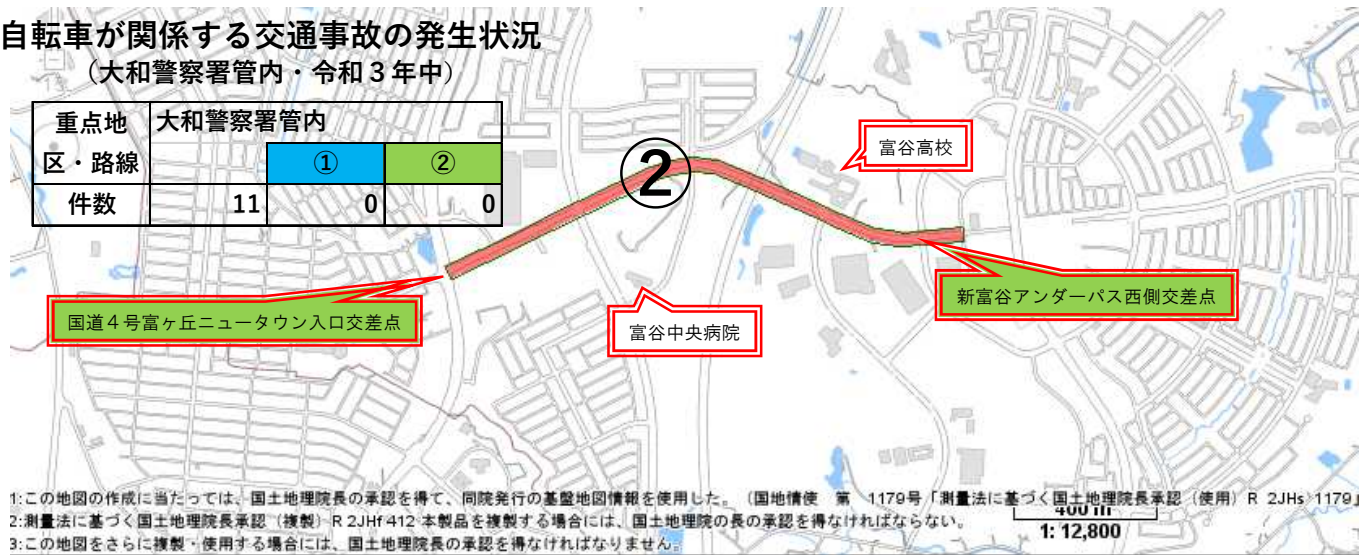 自転車が関係する交通事故の発生状況
（大和警察署管内・令和３年中）
重点地区・路線 大和警察署管内
① ②
件数 11 0 0
②
富谷高校
国道４号富ヶ丘ニュータウン入口交差点
富谷中央病院
新富谷アンダーパス西側交差点
1:この地図の作成に当たっては、国土地理院長の承認を得て、同院発行の基盤地図情報を使用した。（国地情使　第　1179号「測量法に基づく国土地理院長承認（使用）R 2JHs 1179」
2:測量法に基づく国土地理院長承認（複製）R 2JHf 412 本製品を複製する場合には、国土地理院の長の承認を得なければならない。
3:この地図をさらに複製・使用する場合には、国土地理院長の承認を得なければなりません。
400 m
1: 12,800